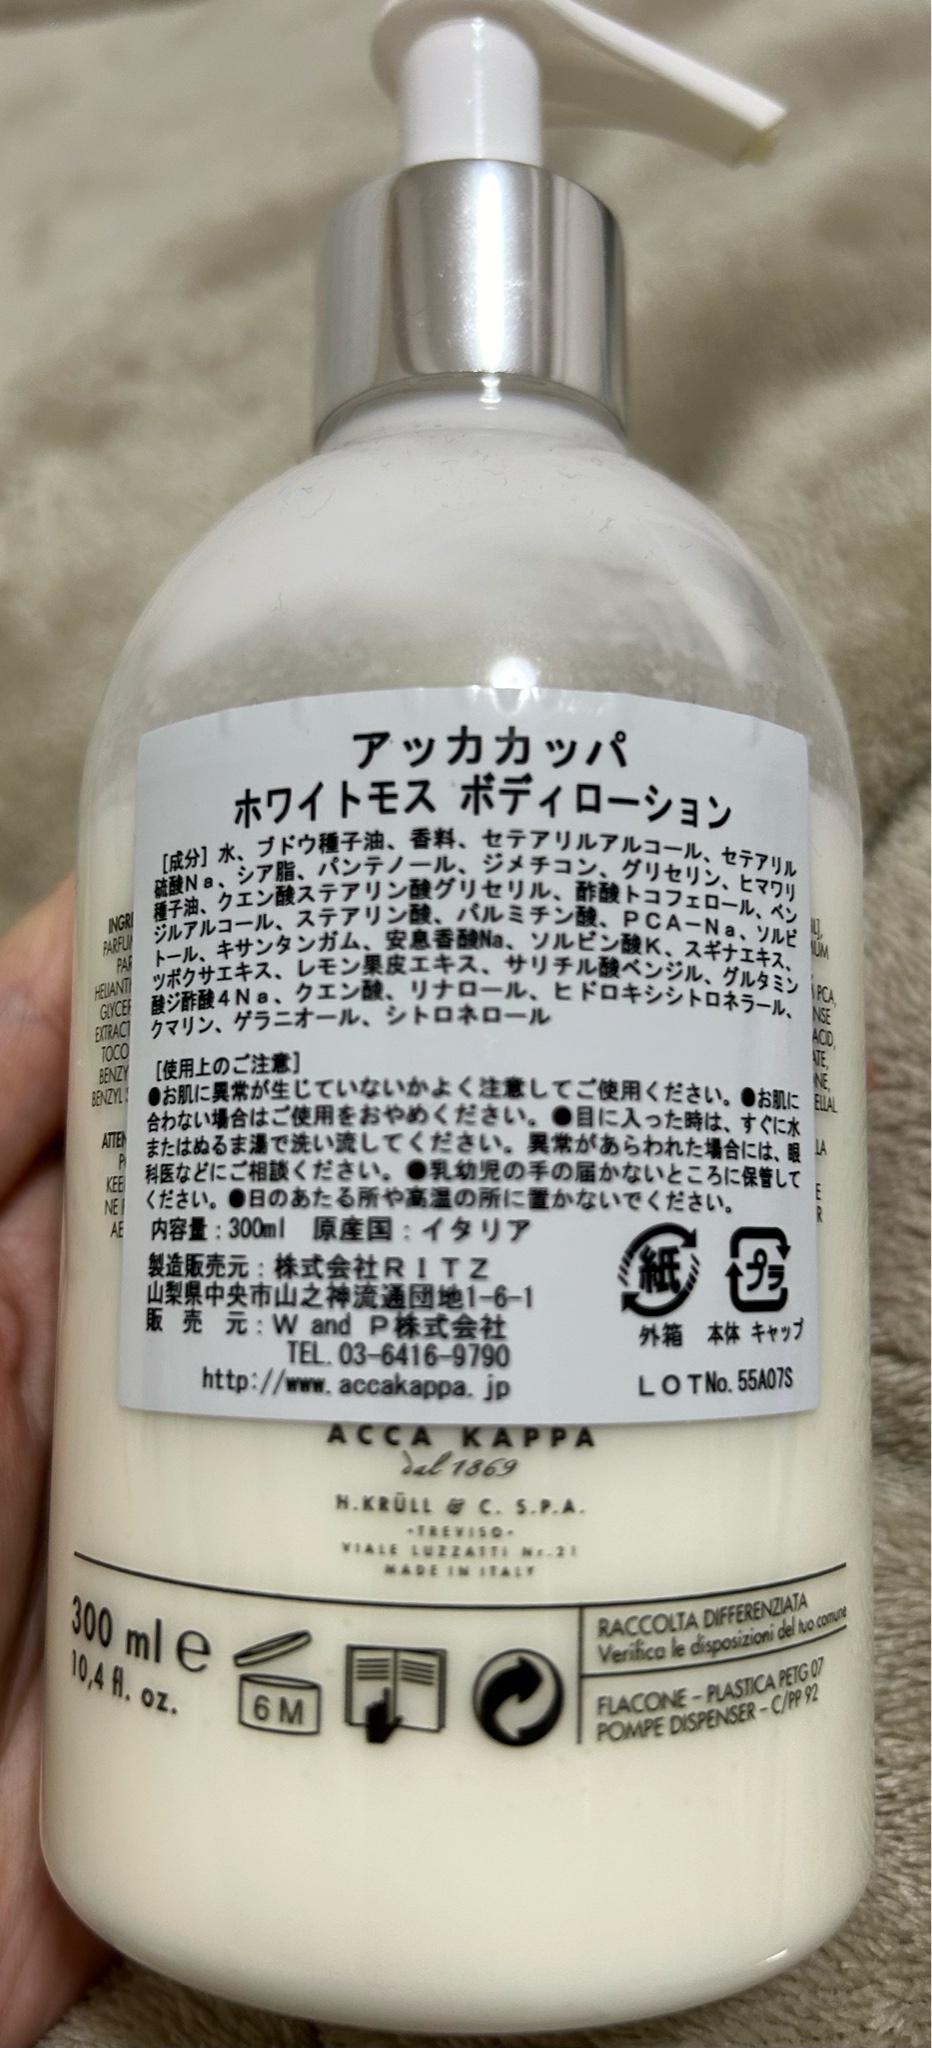 アッカカッパ
ホワイトモス ボディローション
[成分]水、ブドウ種子油、香料、セテアリルアルコール、セテアリル
硫酸Na、シア脂、パンテノール、ジメチコン、グリセリン、ヒマワリ
種子油、クエン酸ステアリン酸グリセリル、酢酸トコフェロール、ベン
ジルアルコール、ステアリン酸、パルミチン酸、PCA-Na、ソルビ
トール、キサンタンガム、安息香酸Na、ソルビン酸K、スギナエキス、
ツボクサエキス、レモン果皮エキス、サリチル酸ベンジル、グルタミン
酸ジ酢酸4Na、クエン酸、リナロール、ヒドロキシシトロネラール、
クマリン、ゲラニオール、シトロネロール
[使用上のご注意]
●お肌に異常が生じていないかよく注意してご使用ください。●お肌に
合わない場合はご使用をおやめください。●目に入った時は、すぐに水
またはぬるま湯で洗い流してください。異常があらわれた場合には、眼
科医などにご相談ください。●乳幼児の手の届かないところに保管して
ください。●日のあたる所や高温の所に置かないでください。
内容量:300ml 原産国:イタリア
製造販売元:株式会社RITZ
山梨県中央市山之神流通団地1-6-1
販 売 元:W and P株式会社
TEL.03-6416-9790
http://www.accakappa.jp
紙 プラ
外箱 本体 キャップ
LOTNo.55A07S
ACCA KAPPA
dal 1869
H.KRÜLL & C. S.P.A.
-TREVISO-
VIALE LUZZATTI Nr.21
MADE IN ITALY
300 ml e
10,4 fl. oz.
6 M
RACCOLTA DIFFERENZIATA
Verifica le disposizioni del tuo comune
FLACONE - PLASTICA PETG 07
POMPE DISPENSER - C/PP 92